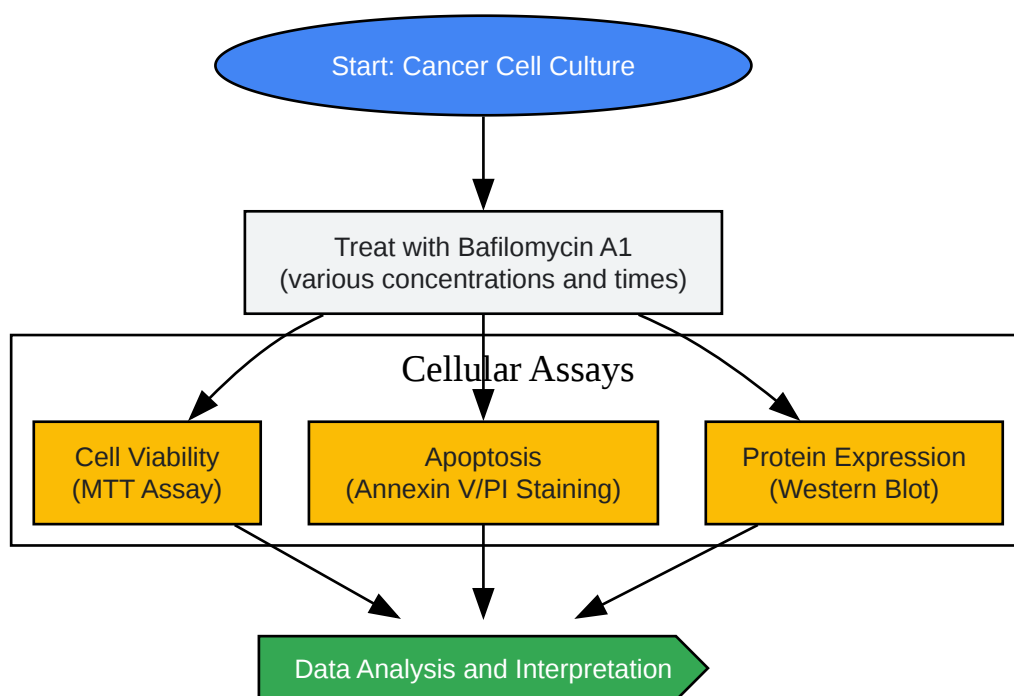 Start: Cancer Cell Culture
Treat with Bafilomycin A1
(various concentrations and times)
Cellular Assays
Cell Viability
(MTT Assay)
Apoptosis
(Annexin V/PI Staining)
Protein Expression
(Western Blot)
Data Analysis and Interpretation